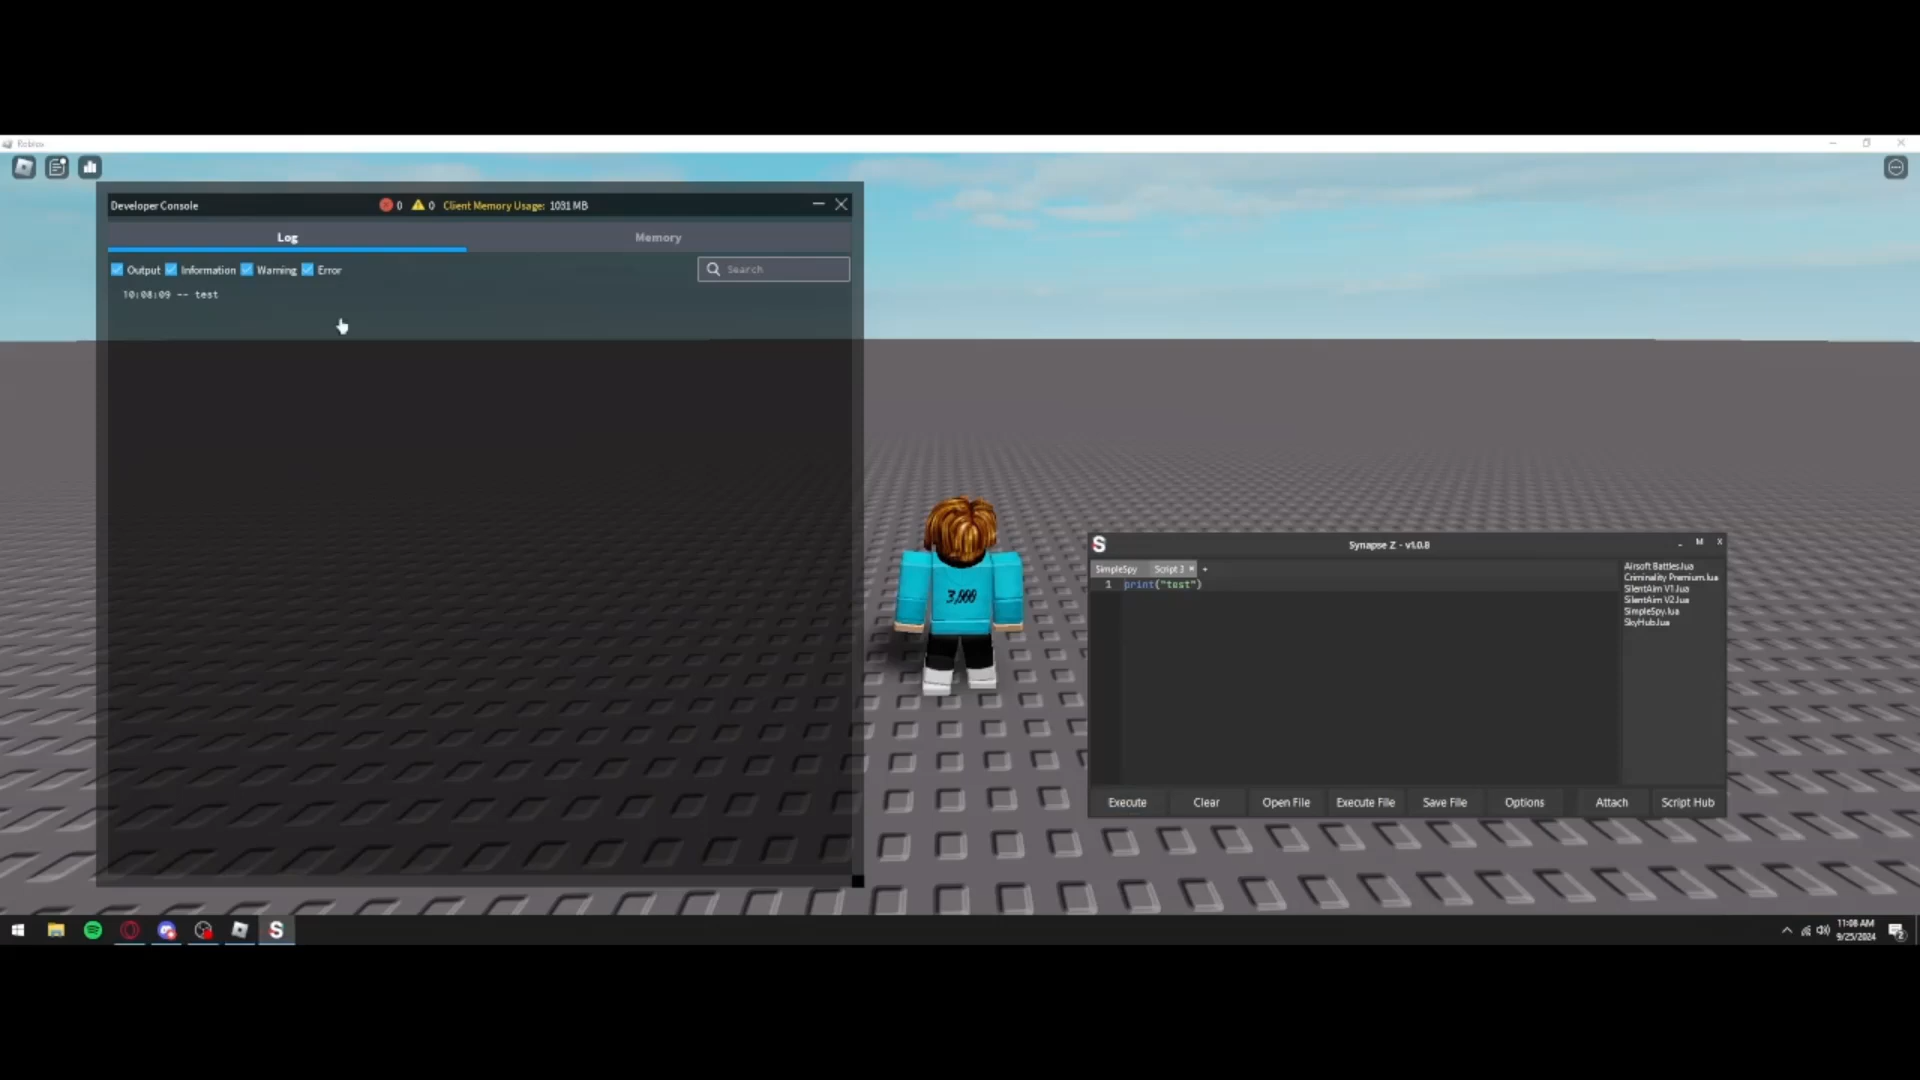 Roblox
Developer Console
0
0
Client Memory Usage: 1031 MB
Log
Memory
Output
Information
Warning
Error
Search
10:08:09 -- test
3,000
Synapse Z - v1.0.8
SimpleSpy
Script 3
+
1 print("test")
Airsoft Battles.lua
Criminality Premium.lua
SilentAim V1.lua
SilentAim V2.lua
SimpleSpy.lua
SkyHub.lua
Execute
Clear
Open File
Execute File
Save File
Options
Attach
Script Hub
11:08 AM
9/25/2024
2